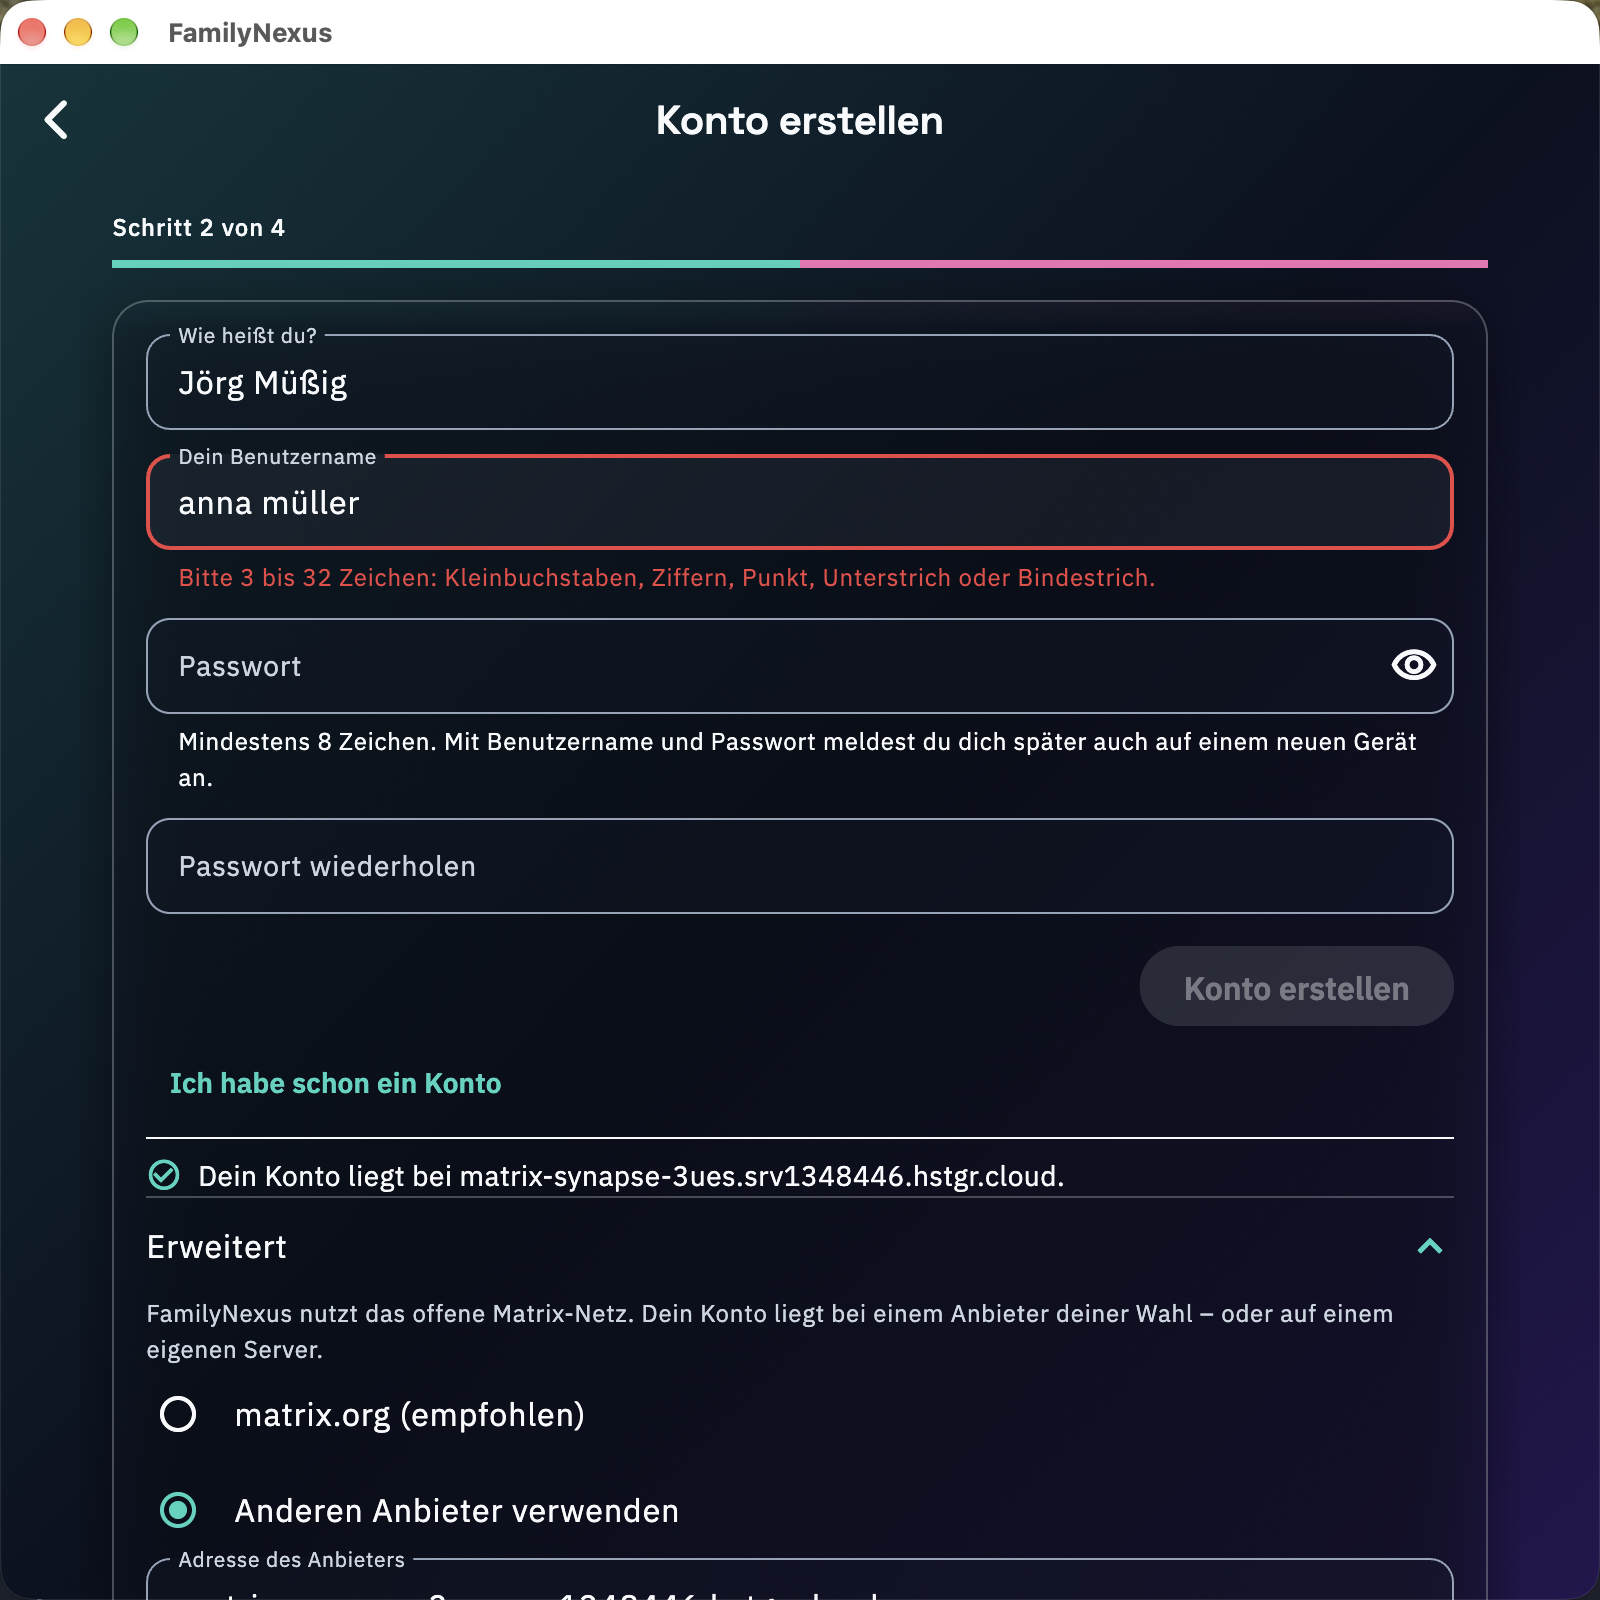 FamilyNexus
Konto erstellen
Schritt 2 von 4
Wie heißt du?
Jörg Müßig
Dein Benutzername
anna müller
Bitte 3 bis 32 Zeichen: Kleinbuchstaben, Ziffern, Punkt, Unterstrich oder Bindestrich.
Passwort
Mindestens 8 Zeichen. Mit Benutzername und Passwort meldest du dich später auch auf einem neuen Gerät
an.
Passwort wiederholen
Konto erstellen
Ich habe schon ein Konto
Dein Konto liegt bei matrix-synapse-3ues.srv1348446.hstgr.cloud.
Erweitert
FamilyNexus nutzt das offene Matrix-Netz. Dein Konto liegt bei einem Anbieter deiner Wahl – oder auf einem
eigenen Server.
matrix.org (empfohlen)
Anderen Anbieter verwenden
Adresse des Anbieters